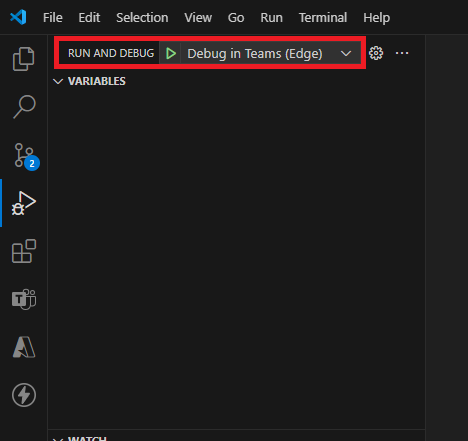 File Edit Selection View Go Run Terminal Help
RUN AND DEBUG Debug in Teams (Edge)
VARIABLES
2
WATCH